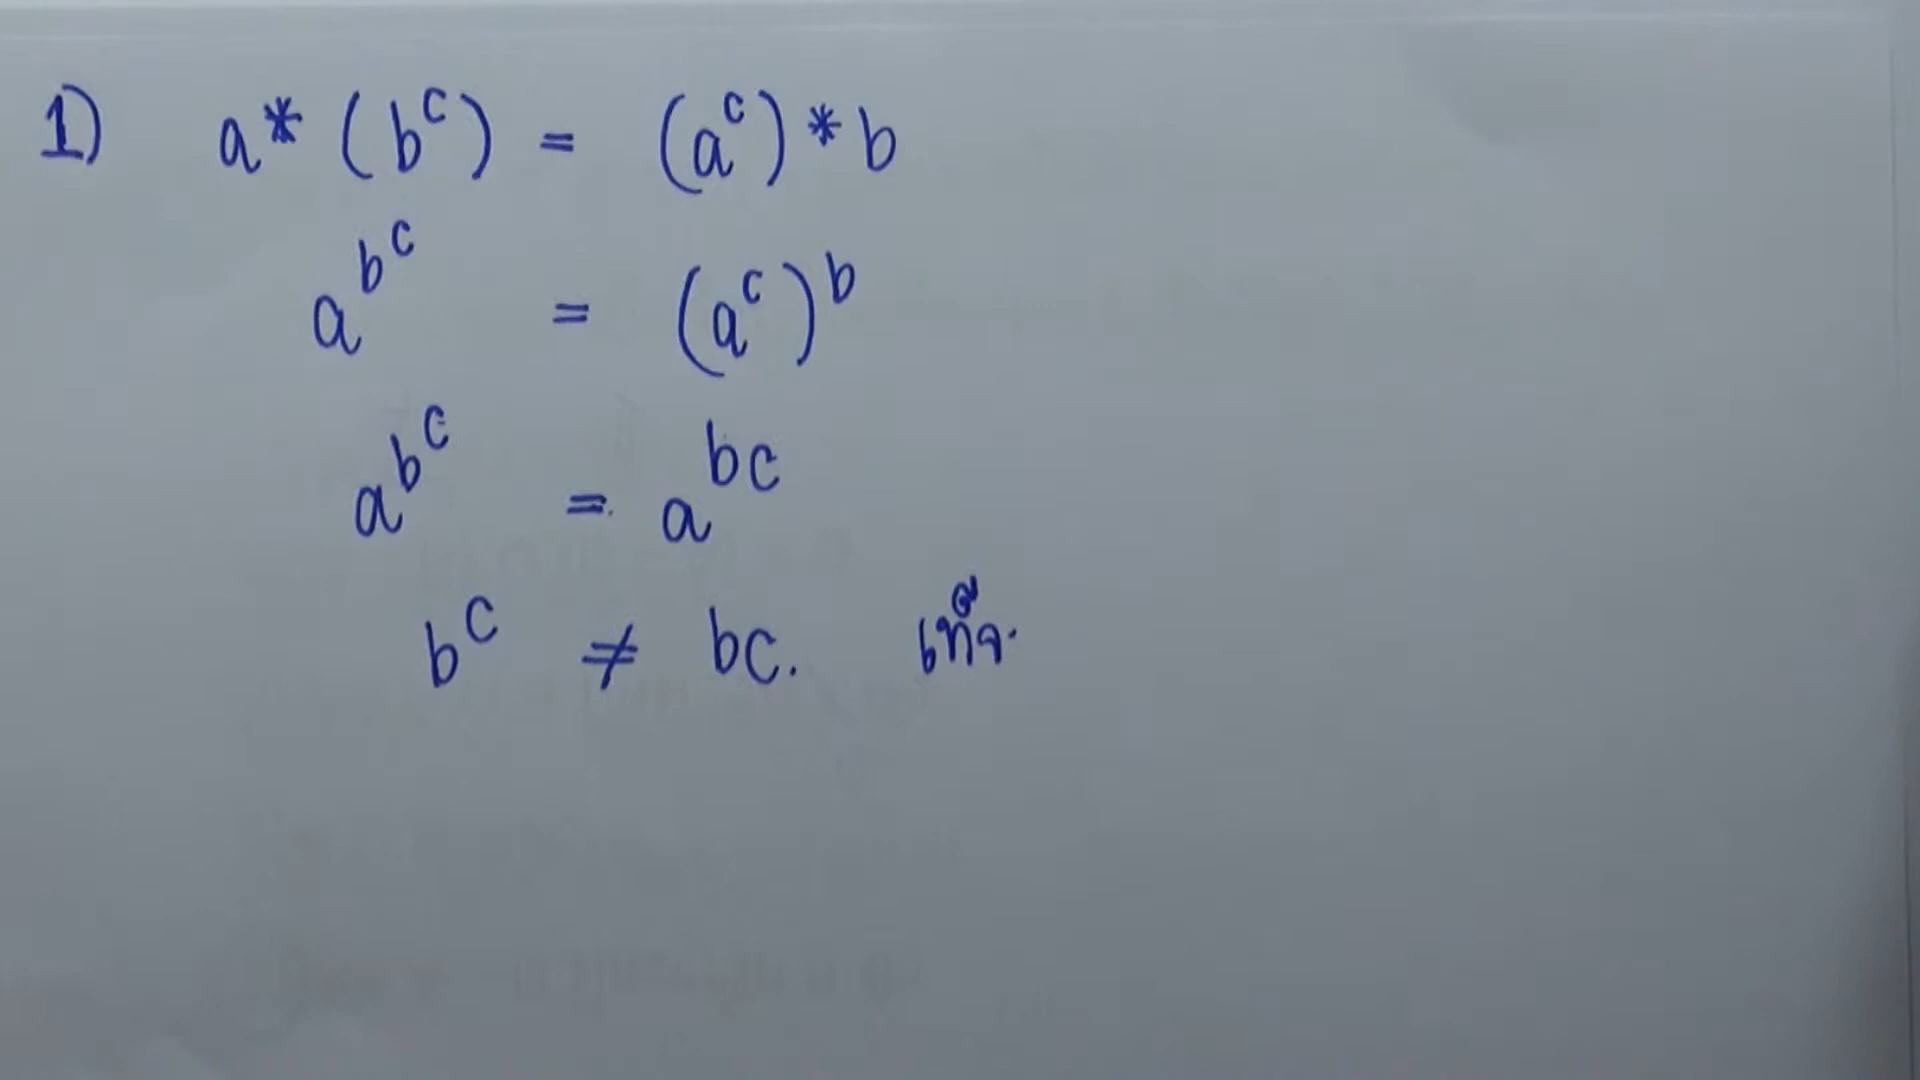 1) a * (b^c) = (a^c) * b
a^b^c = (a^c)^b
a^b^c = a^bc
b^c ≠ bc. เท็จ.